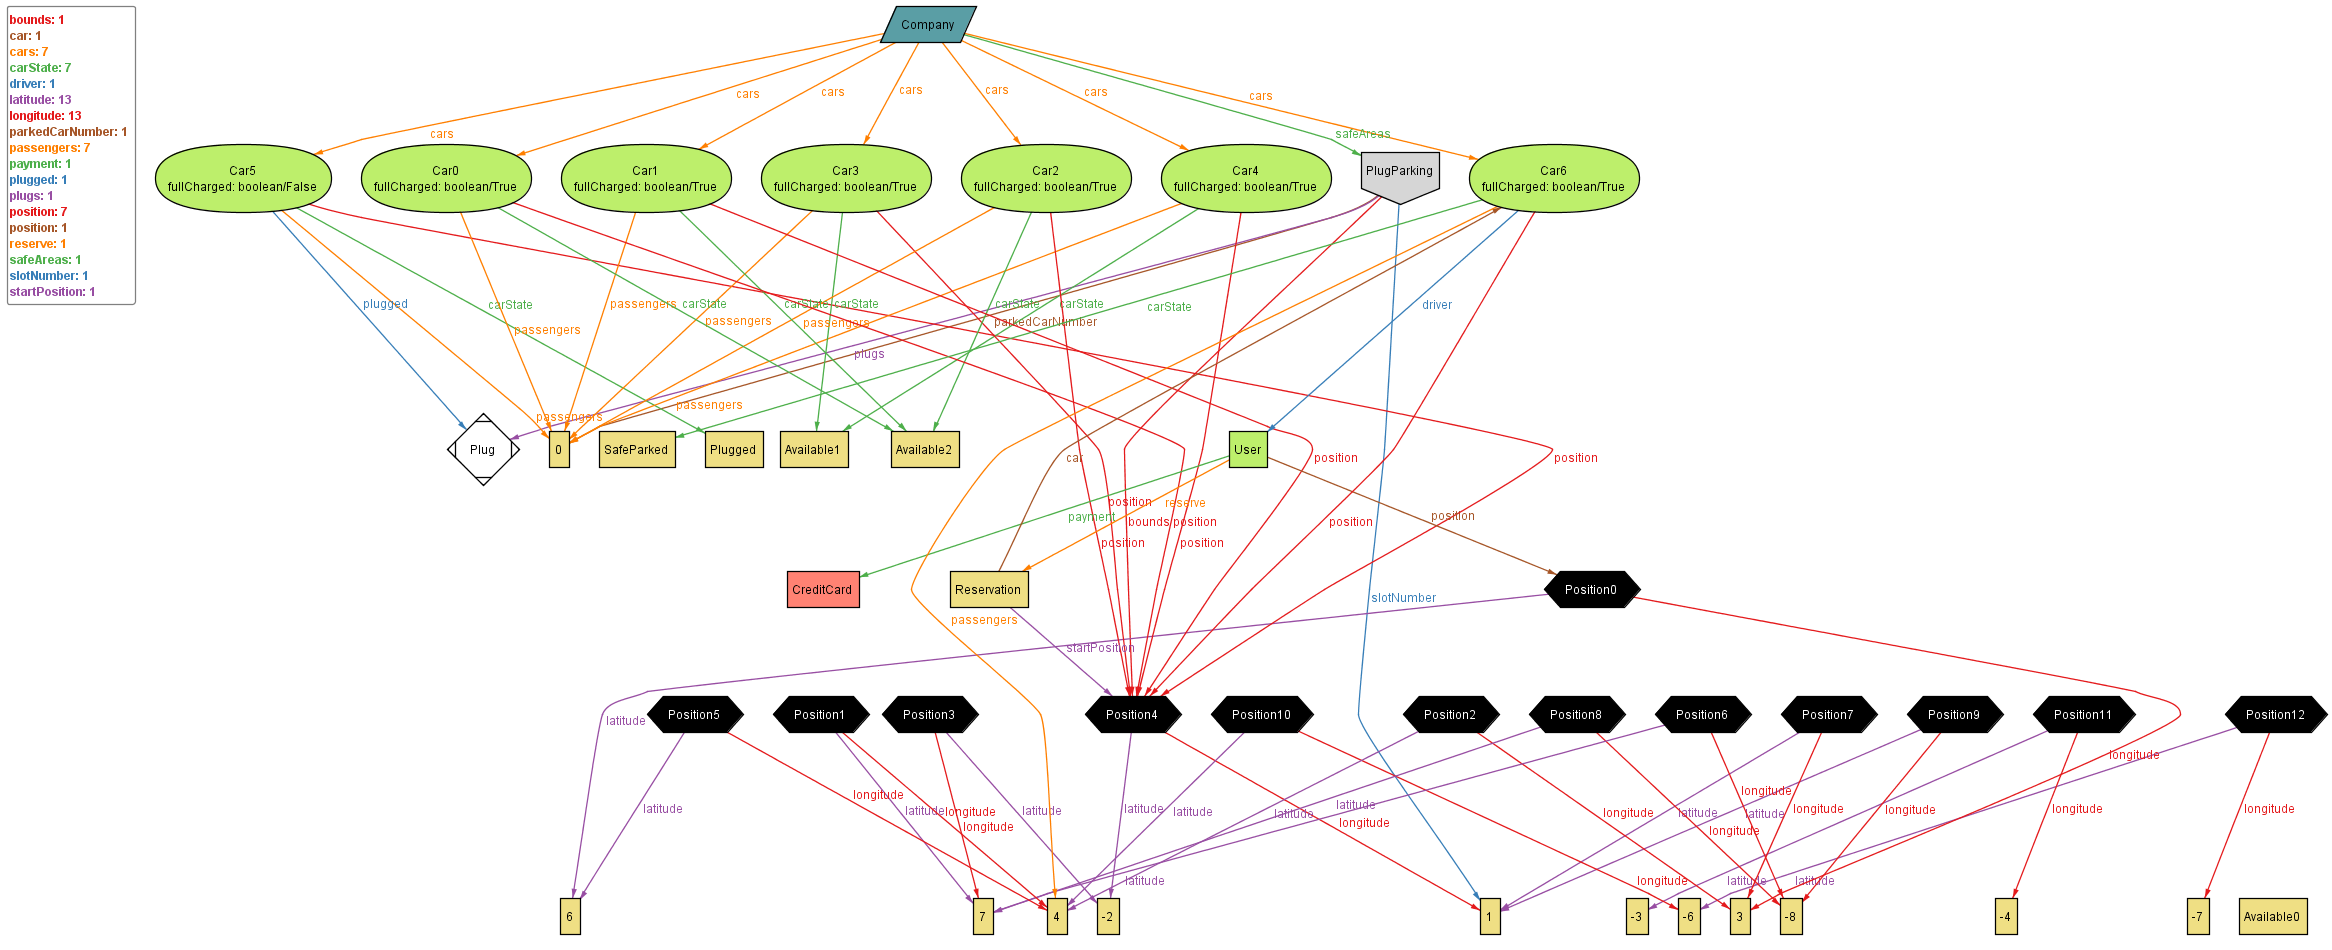 bounds: 1
car: 1
cars: 7
carState: 7
driver: 1
latitude: 13
longitude: 13
parkedCarNumber: 1
passengers: 7
payment: 1
plugged: 1
plugs: 1
position: 7
position: 1
reserve: 1
safeAreas: 1
slotNumber: 1
startPosition: 1
Company
cars
cars
cars
cars
cars
cars
cars
safeAreas
Car5
fullCharged: boolean/False
Car0
fullCharged: boolean/True
Car1
fullCharged: boolean/True
Car3
fullCharged: boolean/True
Car2
fullCharged: boolean/True
Car4
fullCharged: boolean/True
PlugParking
Car6
fullCharged: boolean/True
plugged
carState
passengers
carState
carState
carState
carState
carState
carState
driver
passengers
passengers
passengers
parkedCarNumber
plugs
passengers
passengers
Plug
0
SafeParked
Plugged
Available1
Available2
User
car
position
position
position
reserve
payment
bounds
position
position
position
position
position
CreditCard
Reservation
Position0
slotNumber
passengers
startPosition
latitude
Position5
Position1
Position3
Position4
Position10
Position2
Position8
Position6
Position7
Position9
Position11
Position12
longitude
longitude
longitude
latitude
latitude
longitude
longitude
latitude
latitude
latitude
latitude
latitude
longitude
longitude
latitude
latitude
longitude
longitude
longitude
longitude
longitude
latitude
longitude
latitude
latitude
6
7
4
-2
1
-3
-6
3
-8
-4
-7
Available0